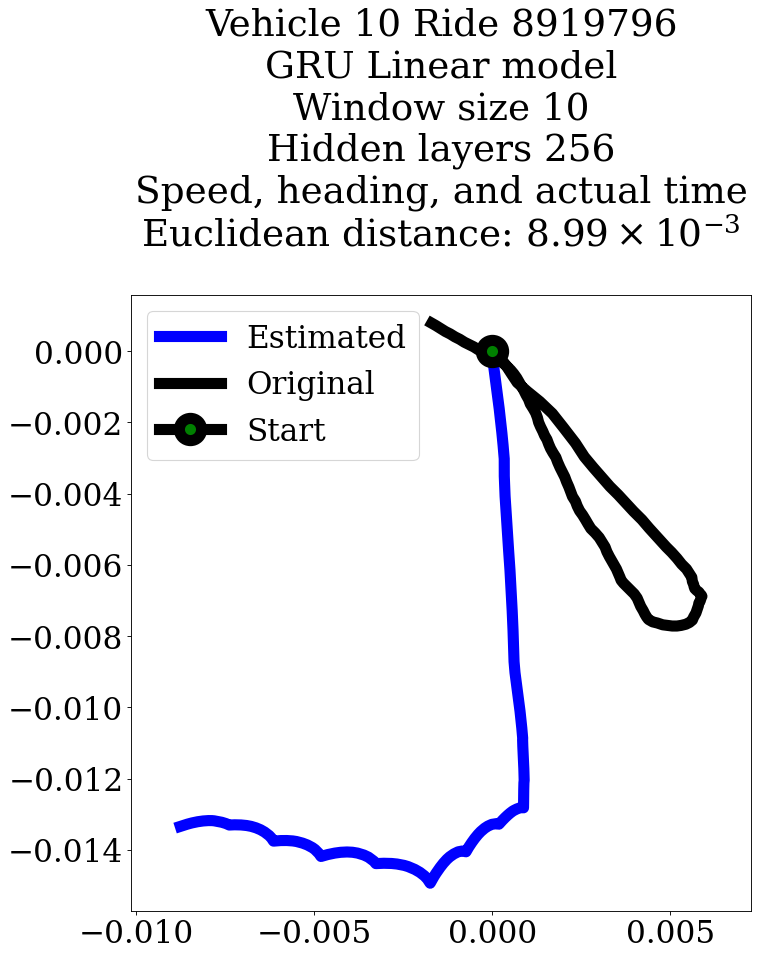 Vehicle 10 Ride 8919796
GRU Linear model
Window size 10
Hidden layers 256
Speed, heading, and actual time
Euclidean distance: 8.99 × 10⁻³
Estimated
Original
Start
0.000
−0.002
−0.004
−0.006
−0.008
−0.010
−0.012
−0.014
−0.010 −0.005 0.000 0.005